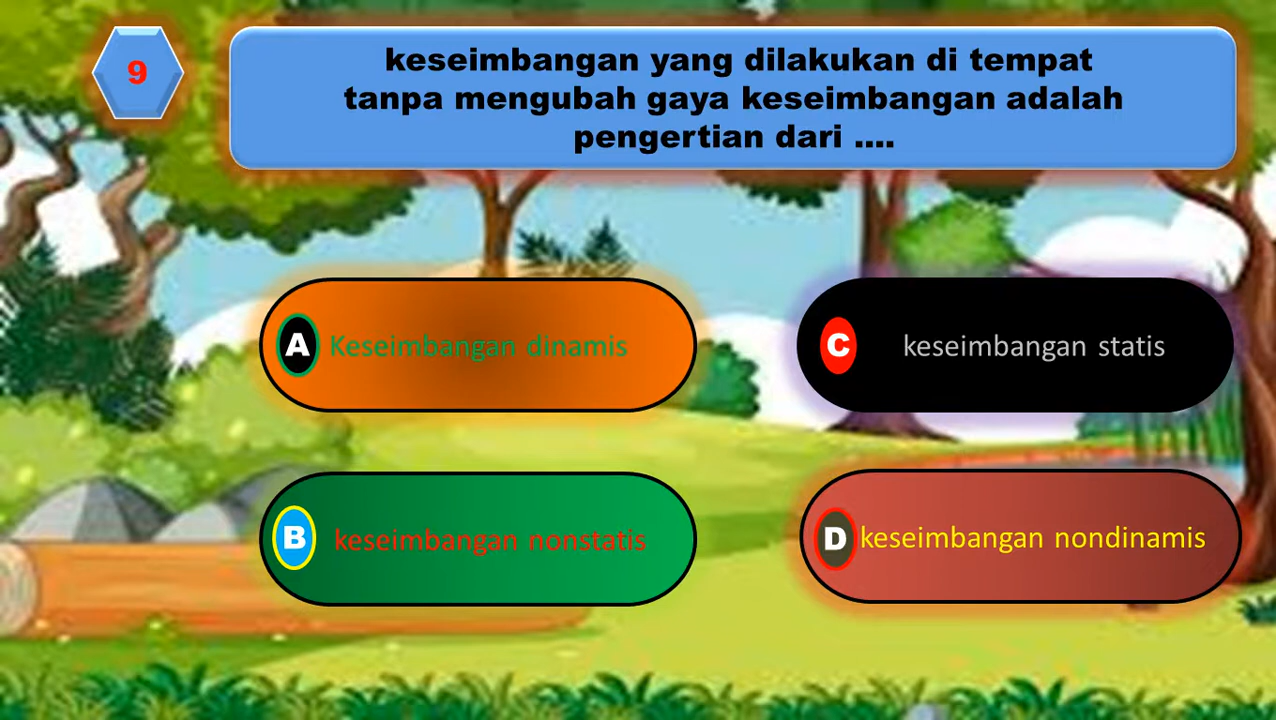 9
keseimbangan yang dilakukan di tempat
tanpa mengubah gaya keseimbangan adalah
pengertian dari ....
A Keseimbangan dinamis
C keseimbangan statis
B keseimbangan nonstatis
D keseimbangan nondinamis